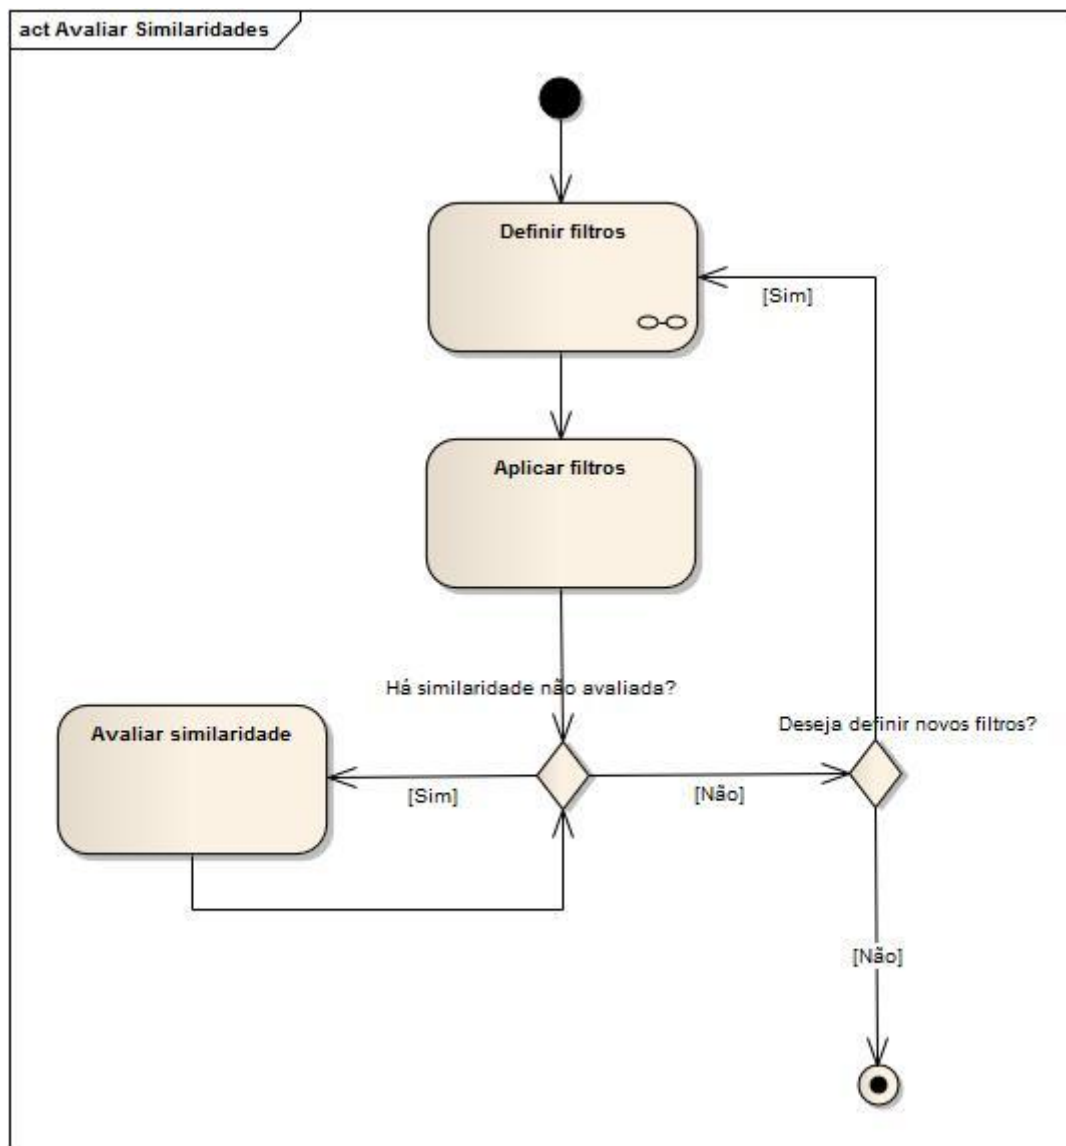 act Avaliar Similaridades
Definir filtros
[Sim]
Aplicar filtros
Há similaridade não avaliada?
Deseja definir novos filtros?
Avaliar similaridade
[Sim]
[Não]
[Não]